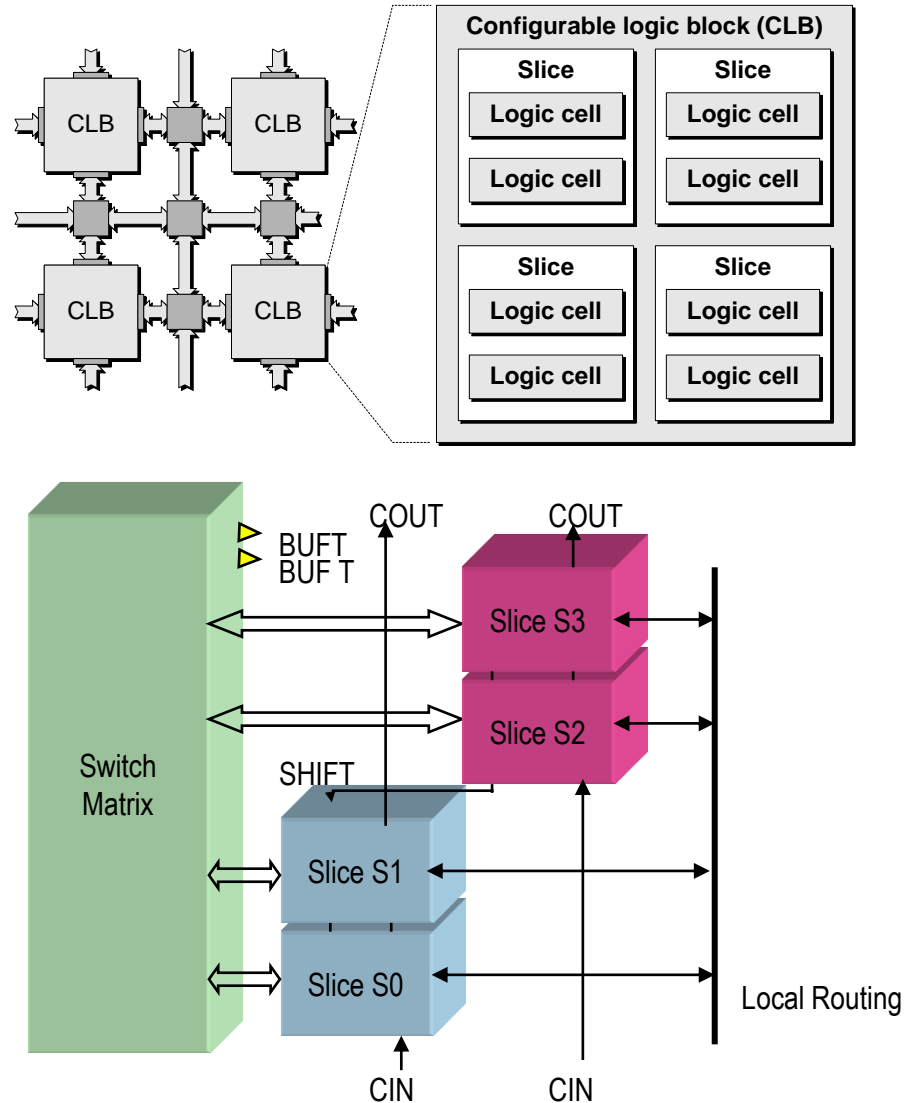 Configurable logic block (CLB)
Slice
Slice
CLB
CLB
Logic cell
Logic cell
Logic cell
Logic cell
Slice
Slice
CLB
CLB
Logic cell
Logic cell
Logic cell
Logic cell
COUT
COUT
BUFT
BUF T
Slice S3
Slice S2
Switch
Matrix
SHIFT
Slice S1
Slice S0
Local Routing
CIN
CIN